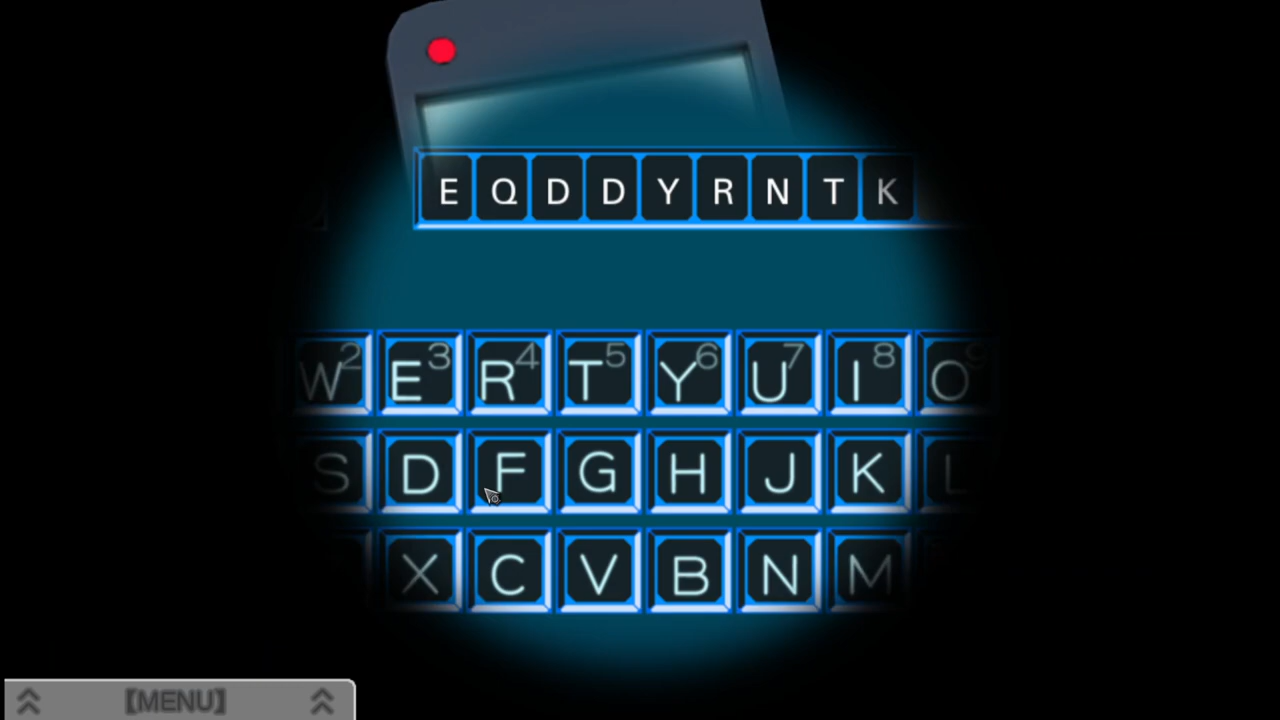 EQDDYRNTK
W2 E3 R4 T5 Y6 U7 I8 O9
S D F G H J K L
X C V B N M
【MENU】